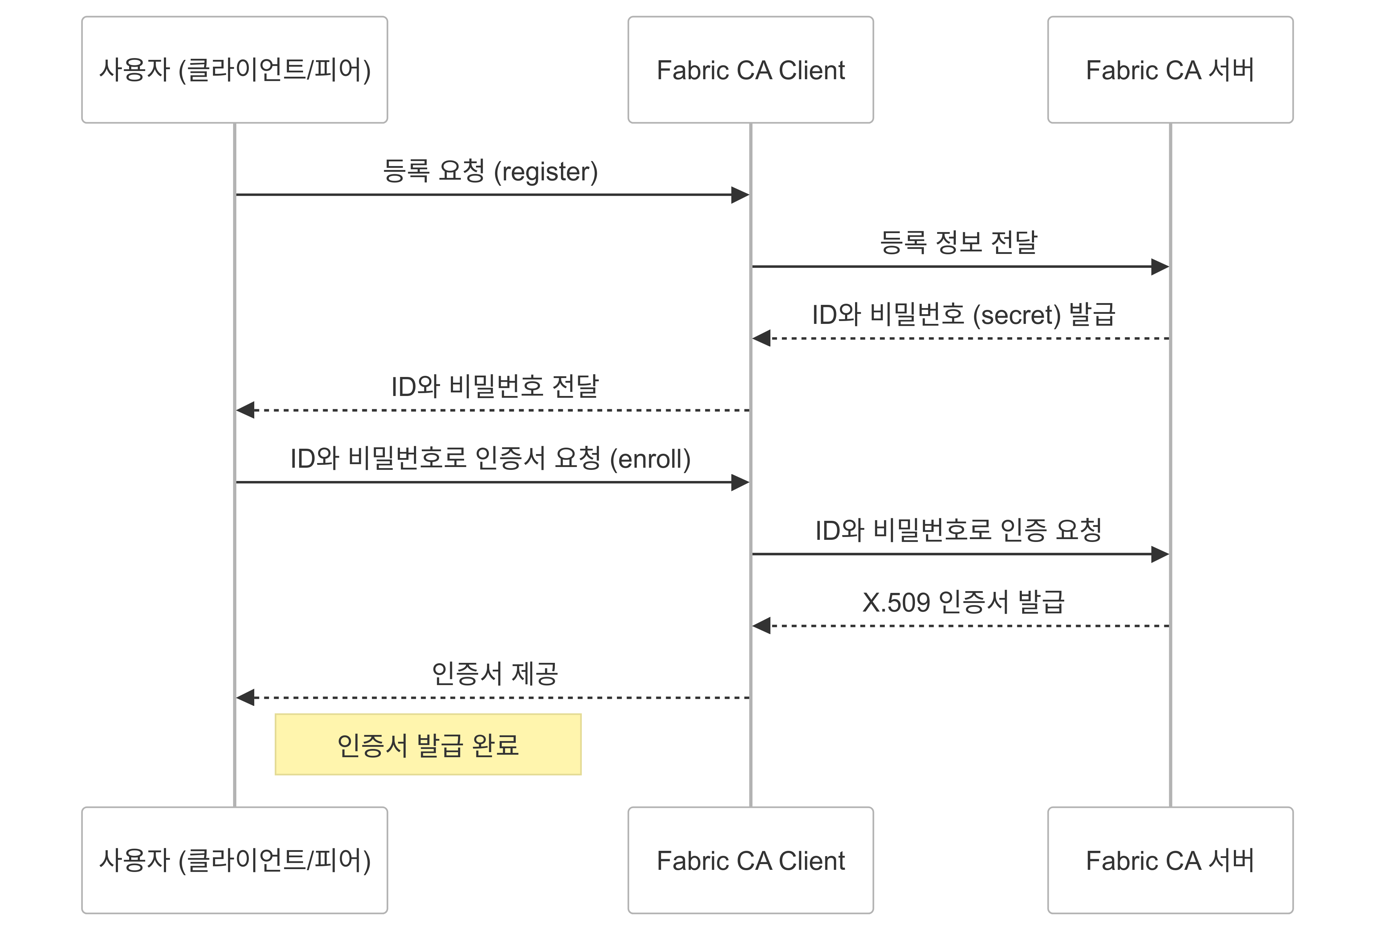 사용자 (클라이언트/피어)
Fabric CA Client
Fabric CA 서버
등록 요청 (register)
등록 정보 전달
ID와 비밀번호 (secret) 발급
ID와 비밀번호 전달
ID와 비밀번호로 인증서 요청 (enroll)
ID와 비밀번호로 인증 요청
X.509 인증서 발급
인증서 제공
인증서 발급 완료
사용자 (클라이언트/피어)
Fabric CA Client
Fabric CA 서버